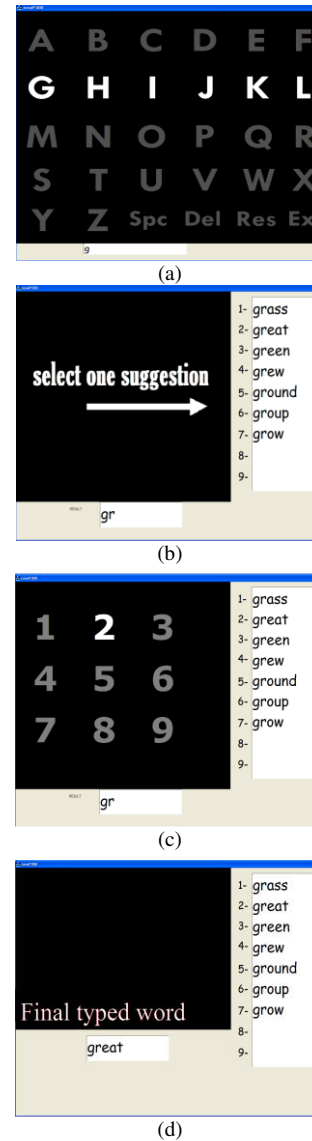 A B C D E F
G H I J K L
M N O P Q R
S T U V W X
Y Z Spc Del Res Ex
g
(a)
select one suggestion
1- grass
2- great
3- green
4- grew
5- ground
6- group
7- grow
8-
9-
RESULT
gr
(b)
1 2 3
4 5 6
7 8 9
1- grass
2- great
3- green
4- grew
5- ground
6- group
7- grow
8-
9-
RESULT
gr
(c)
Final typed word
great
1- grass
2- great
3- green
4- grew
5- ground
6- group
7- grow
8-
9-
(d)